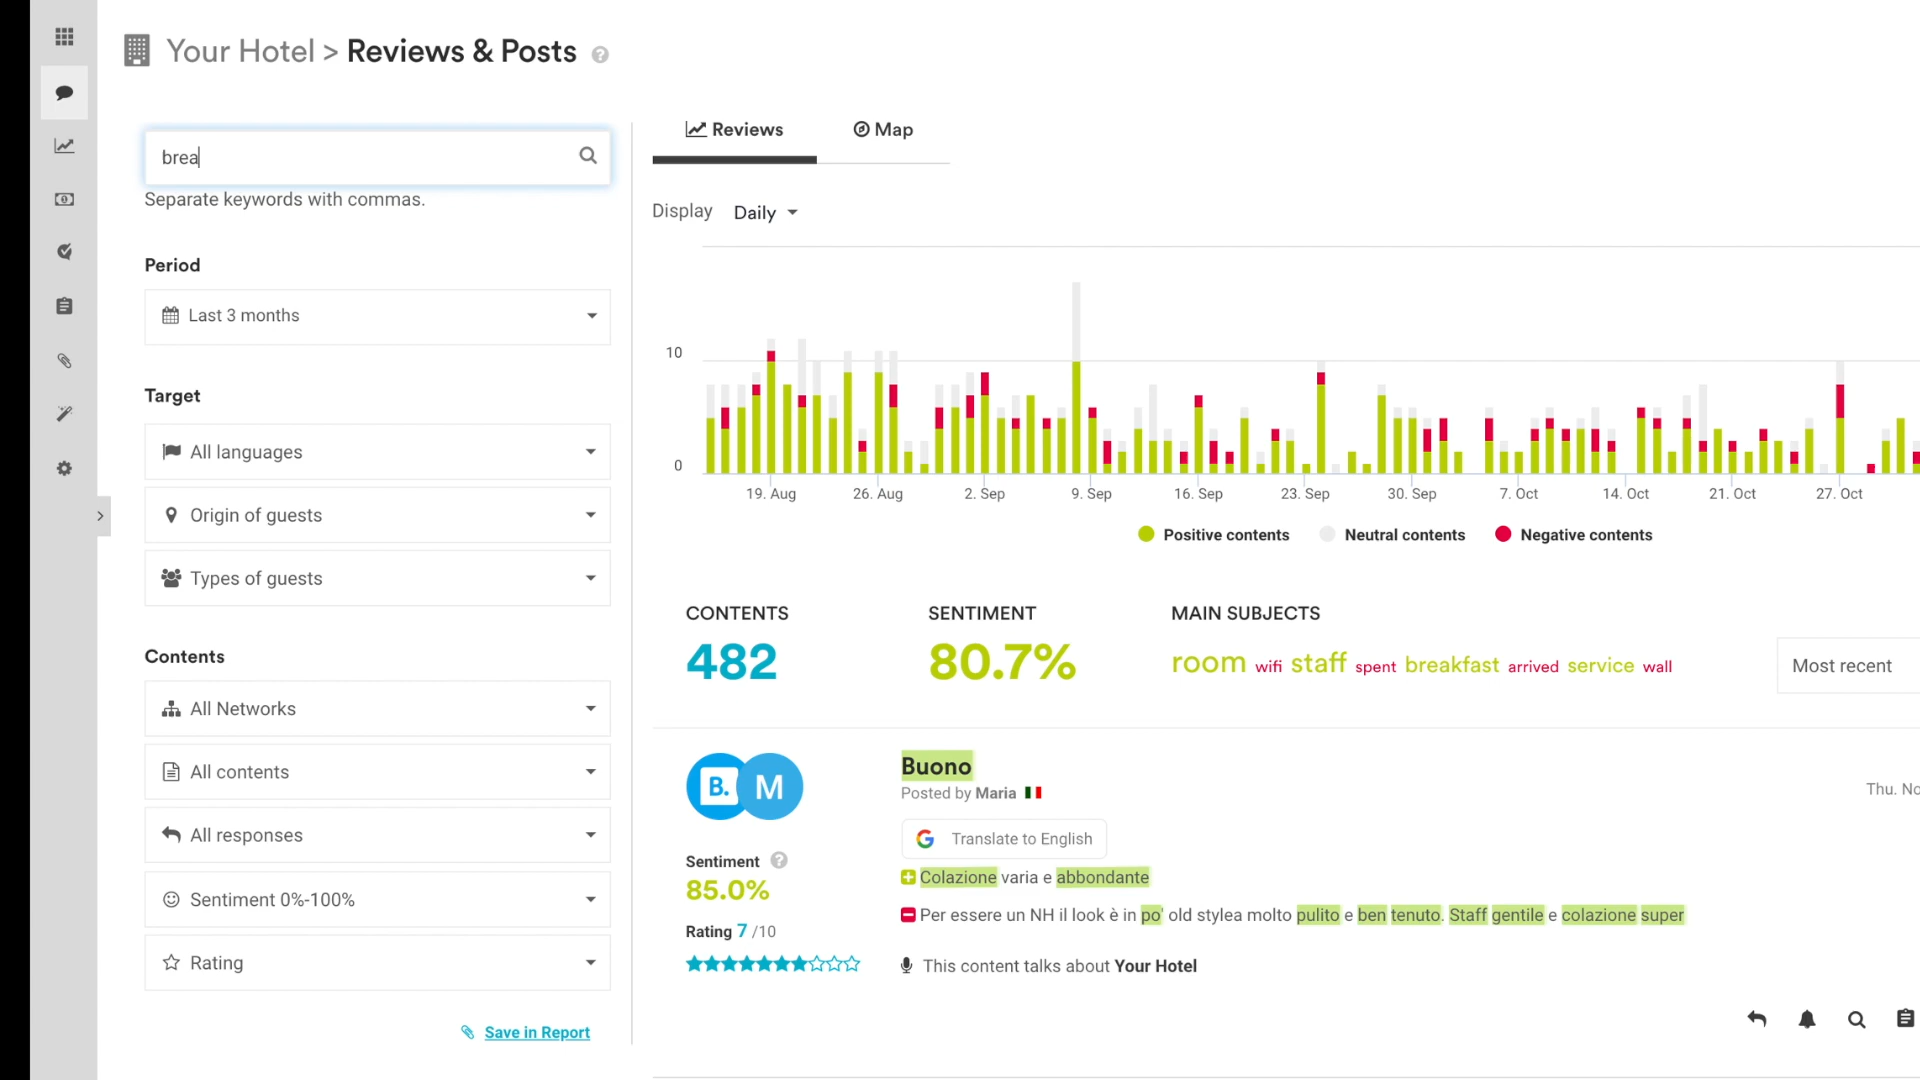 Your Hotel > Reviews & Posts
brea
Separate keywords with commas.
Period
Last 3 months
Target
All languages
Origin of guests
Types of guests
Contents
All Networks
All contents
All responses
Sentiment 0%-100%
Rating
Save in Report
Reviews
Map
Display Daily
10
0
19. Aug 26. Aug 2. Sep 9. Sep 16. Sep 23. Sep 30. Sep 7. Oct 14. Oct 21. Oct 27. Oct
Positive contents Neutral contents Negative contents
CONTENTS
482
SENTIMENT
80.7%
MAIN SUBJECTS
room wifi staff spent breakfast arrived service wall
Most recent
B. M
Sentiment
85.0%
Rating 7 /10
Buono
Posted by Maria
Thu. No
Translate to English
Colazione varia e abbondante
Per essere un NH il look è in po' old stylea molto pulito e ben tenuto. Staff gentile e colazione super
This content talks about Your Hotel